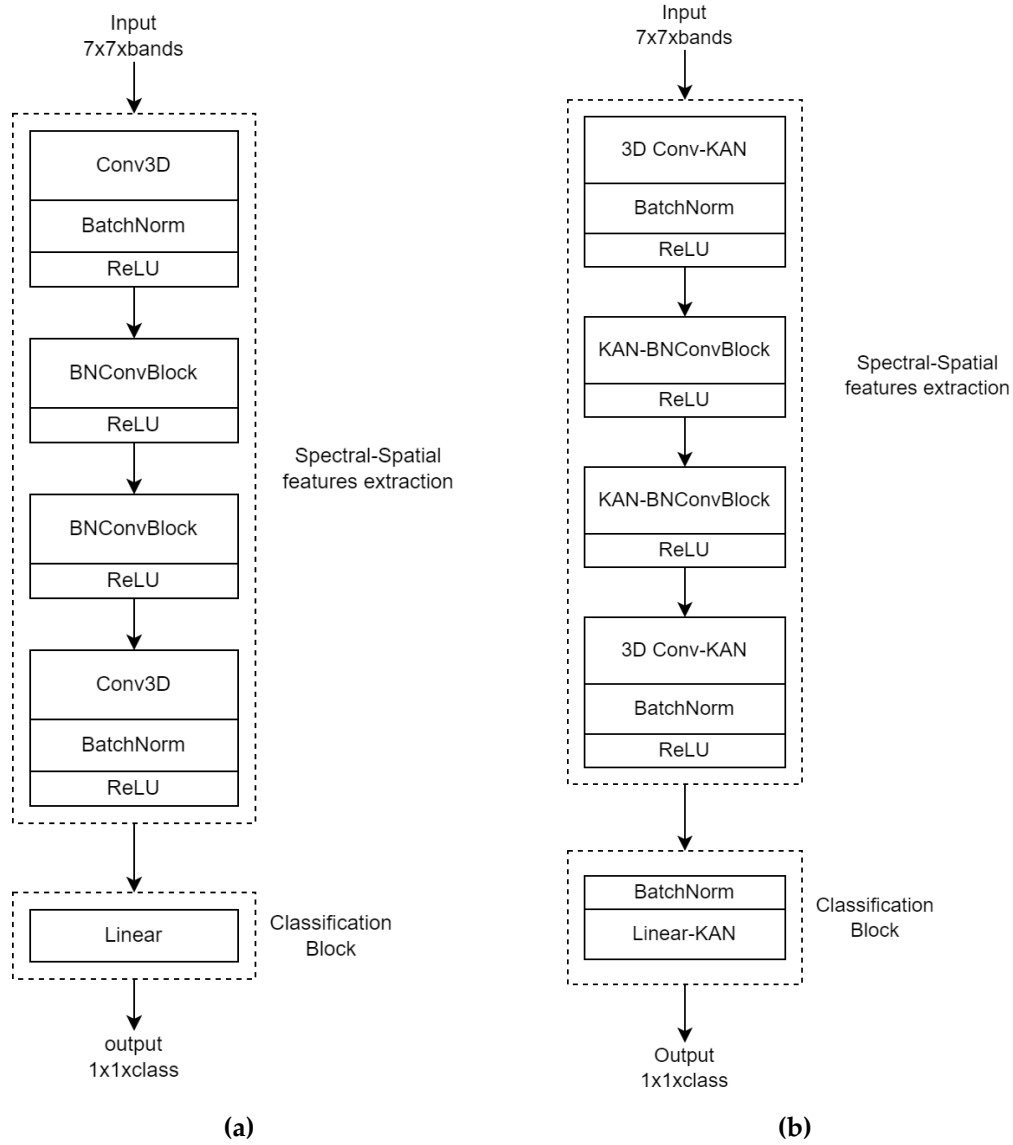 Input
7x7xbands
Conv3D
BatchNorm
ReLU
BNConvBlock
ReLU
BNConvBlock
ReLU
Conv3D
BatchNorm
ReLU
Spectral-Spatial
features extraction
Linear
Classification
Block
output
1x1xclass
(a)
Input
7x7xbands
3D Conv-KAN
BatchNorm
ReLU
KAN-BNConvBlock
ReLU
KAN-BNConvBlock
ReLU
3D Conv-KAN
BatchNorm
ReLU
Spectral-Spatial
features extraction
BatchNorm
Linear-KAN
Classification
Block
Output
1x1xclass
(b)